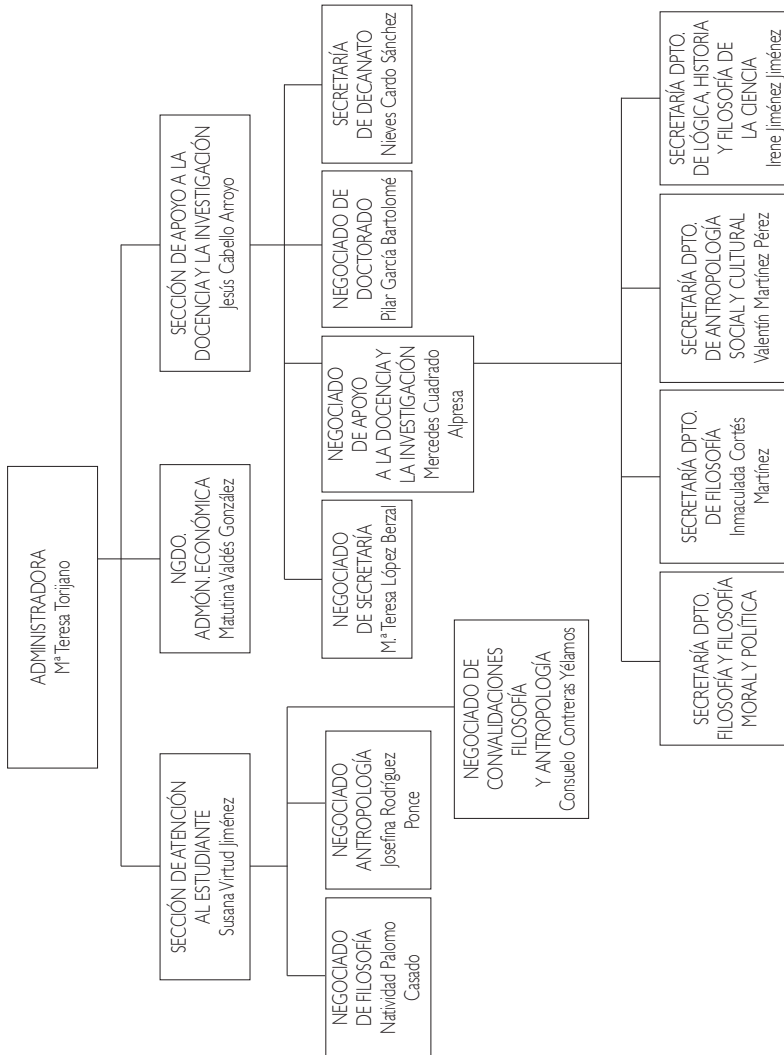 ADMINISTRADORA
Mª Teresa Torijano
SECCIÓN DE ATENCIÓN
AL ESTUDIANTE
Susana Virtud Jiménez
NGDO.
ADMÓN. ECONÓMICA
Matutina Valdés González
SECCIÓN DE APOYO A LA
DOCENCIA Y LA INVESTIGACIÓN
Jesús Cabello Arroyo
NEGOCIADO
DE FILOSOFÍA
Natividad Palomo
Casado
NEGOCIADO
ANTROPOLOGÍA
Josefina Rodríguez
Ponce
NEGOCIADO
DE SECRETARÍA
M.ª Teresa López Berzal
NEGOCIADO
DE APOYO
A LA DOCENCIA Y
LA INVESTIGACIÓN
Mercedes Cuadrado
Alpresa
NEGOCIADO DE
DOCTORADO
Pilar García Bartolomé
SECRETARÍA
DE DECANATO
Nieves Cardo Sánchez
NEGOCIADO DE
CONVALIDACIONES
FILOSOFÍA
Y ANTROPOLOGÍA
Consuelo Contreras Yélamos
SECRETARÍA DPTO.
FILOSOFÍA Y FILOSOFÍA
MORAL Y POLÍTICA
SECRETARÍA DPTO.
DE FILOSOFÍA
Inmaculada Cortés
Martínez
SECRETARÍA DPTO.
DE ANTROPOLOGÍA
SOCIAL Y CULTURAL
Valentín Martínez Pérez
SECRETARÍA DPTO.
DE LÓGICA, HISTORIA
Y FILOSOFÍA DE
LA CIENCIA
Irene Jiménez Jiménez